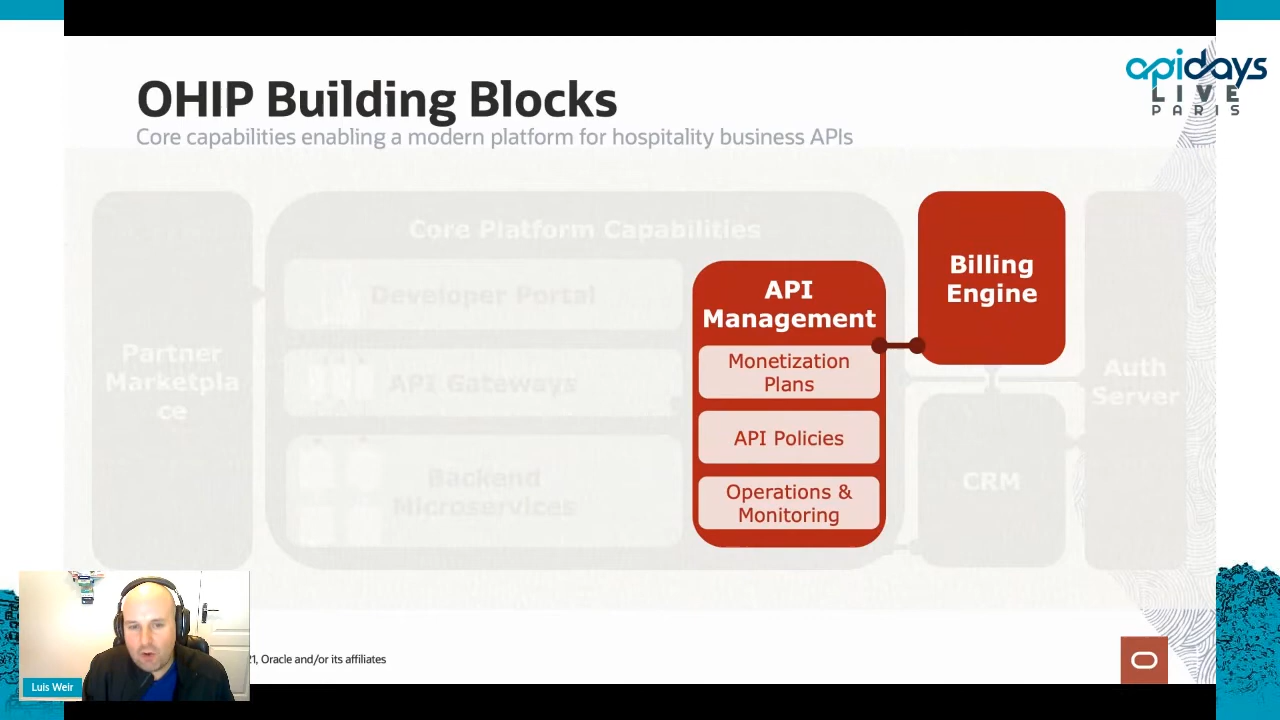 OHIP Building Blocks
Core capabilities enabling a modern platform for hospitality business APIs
apidays
LIVE
PARIS
Partner
Marketpla
ce
Core Platform Capabilities
Developer Portal
API Gateways
Backend
Microservices
API
Management
Monetization
Plans
API Policies
Operations &
Monitoring
Billing
Engine
CRM
Auth
Server
Luis Weir
1, Oracle and/or its affiliates